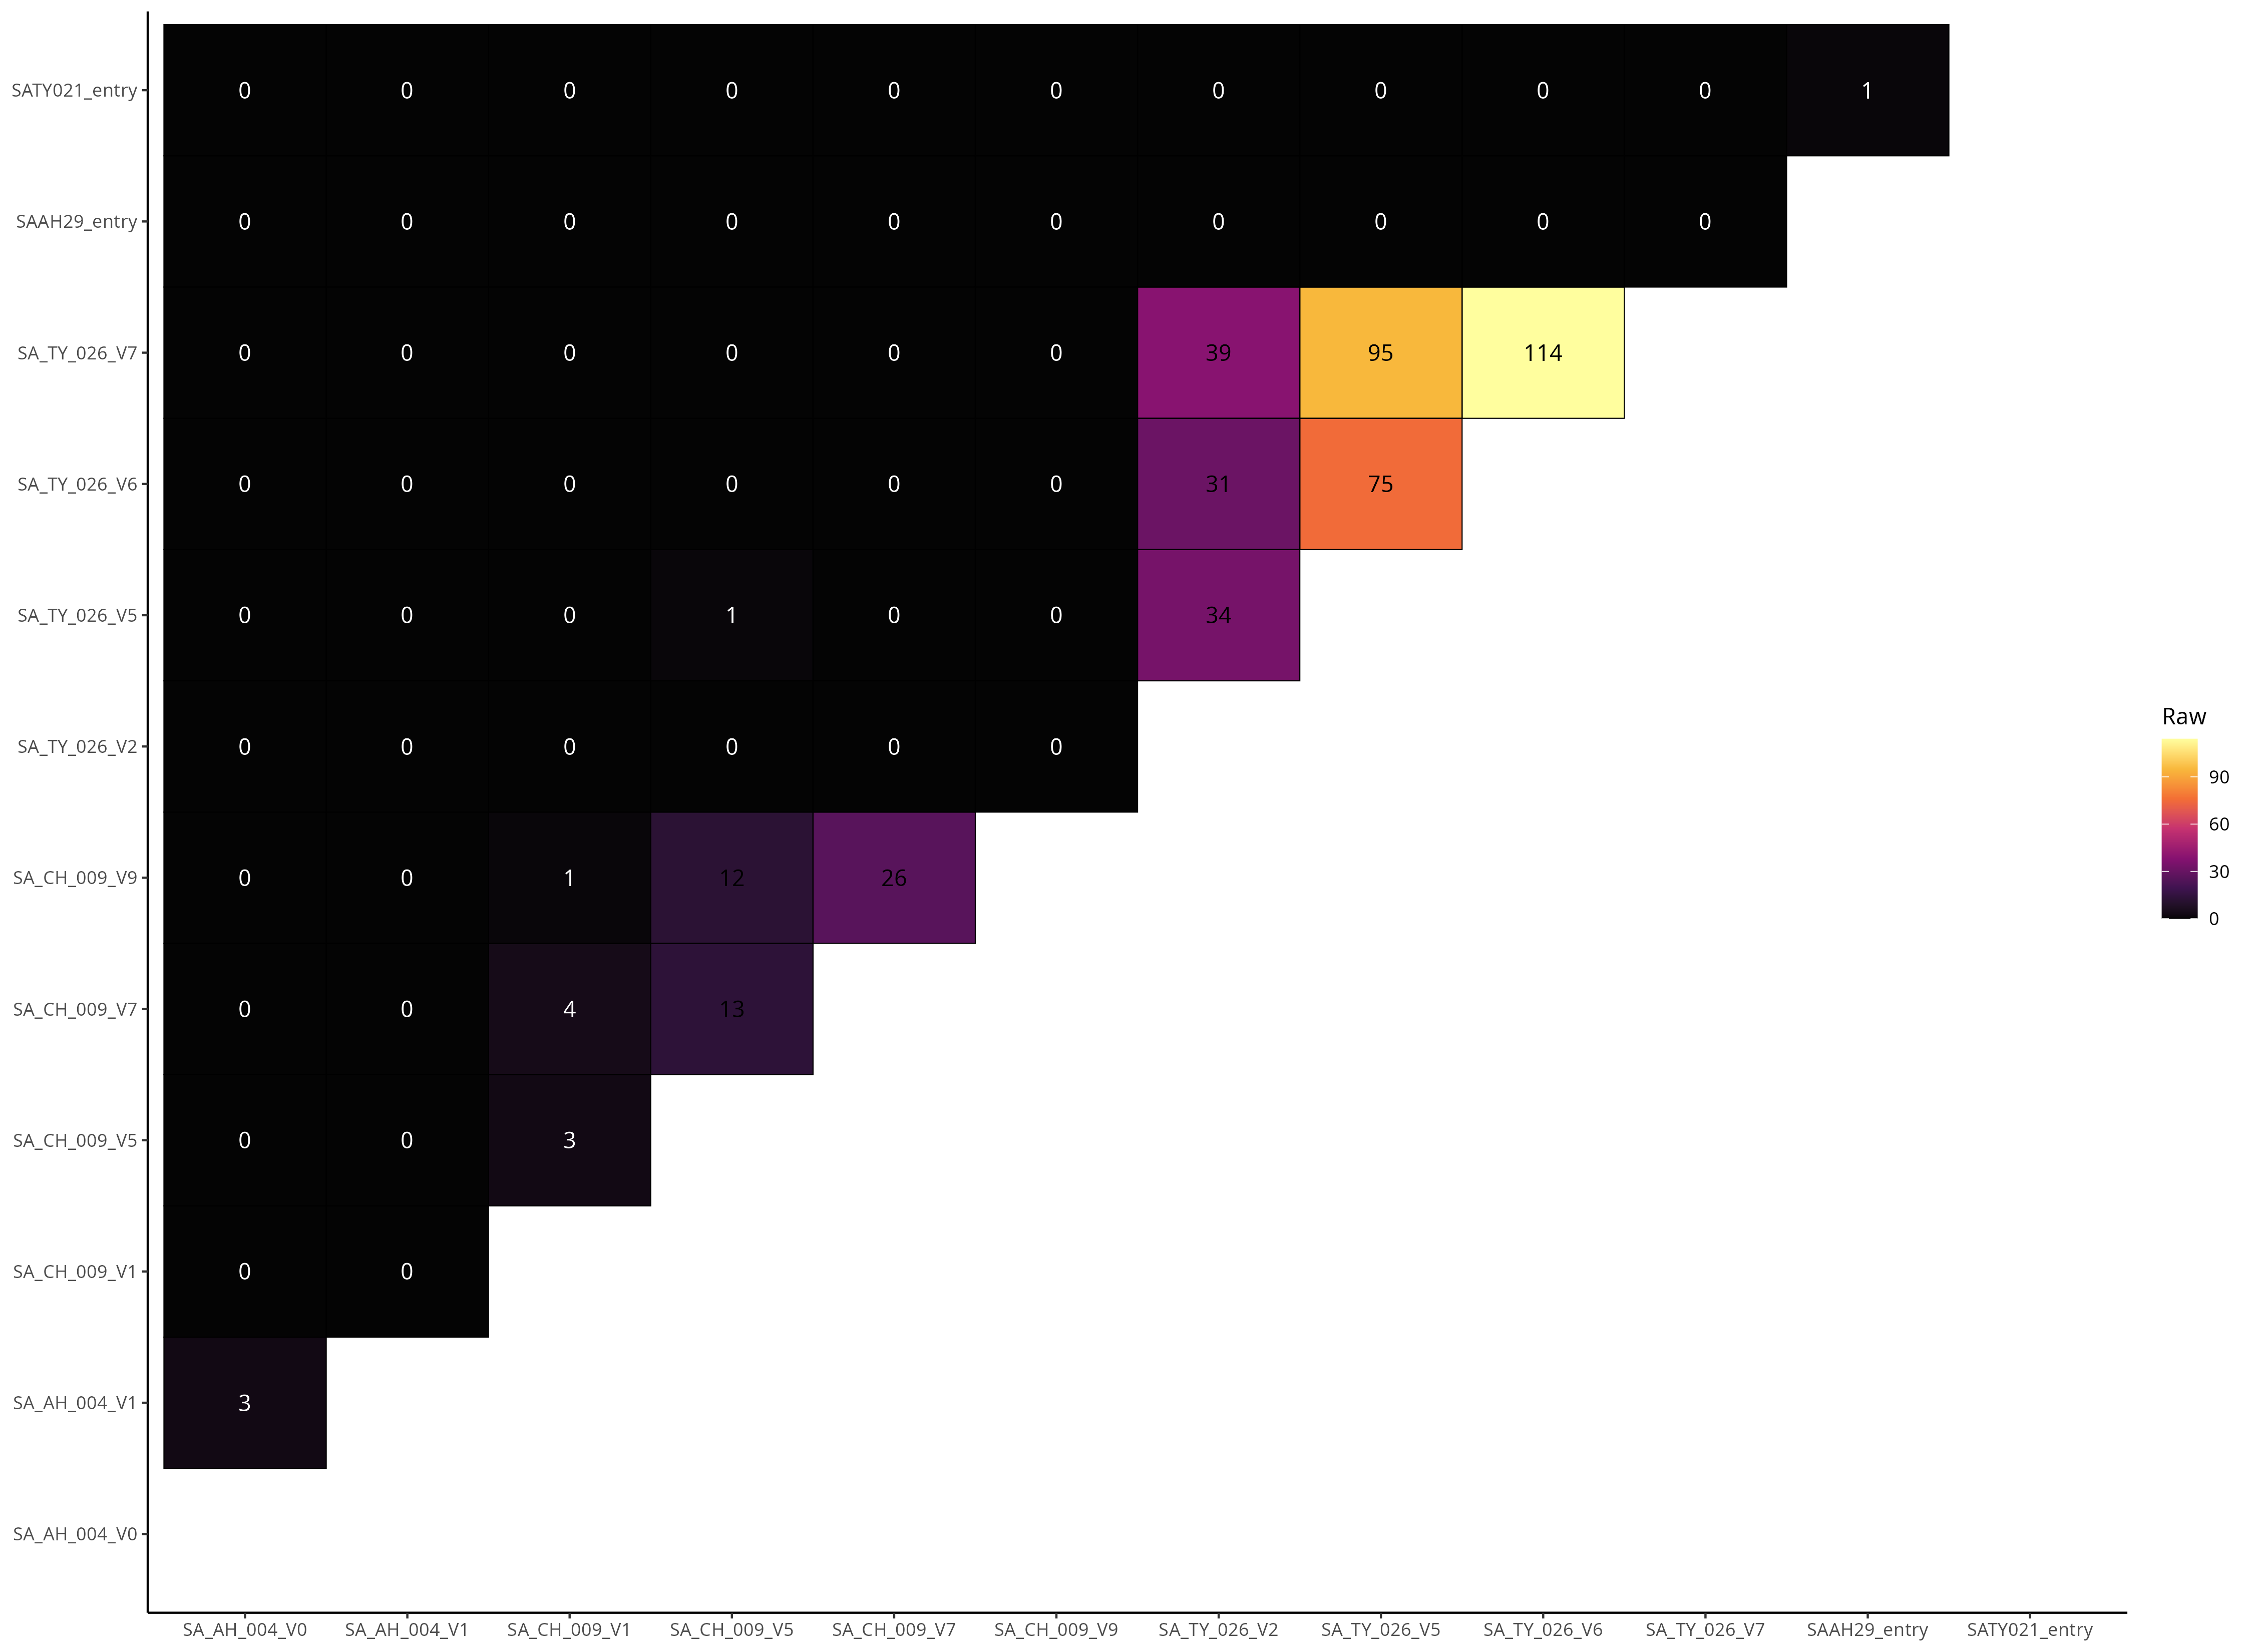 SATY021_entry 0 0 0 0 0 0 0 0 0 0 1
SAAH29_entry 0 0 0 0 0 0 0 0 0 0
SA_TY_026_V7 0 0 0 0 0 0 39 95 114
SA_TY_026_V6 0 0 0 0 0 0 31 75
SA_TY_026_V5 0 0 0 1 0 0 34
SA_TY_026_V2 0 0 0 0 0 0
SA_CH_009_V9 0 0 1 12 26
SA_CH_009_V7 0 0 4 13
SA_CH_009_V5 0 0 3
SA_CH_009_V1 0 0
SA_AH_004_V1 3
SA_AH_004_V0
SA_AH_004_V0 SA_AH_004_V1 SA_CH_009_V1 SA_CH_009_V5 SA_CH_009_V7 SA_CH_009_V9 SA_TY_026_V2 SA_TY_026_V5 SA_TY_026_V6 SA_TY_026_V7 SAAH29_entry SATY021_entry
Raw
90
60
30
0